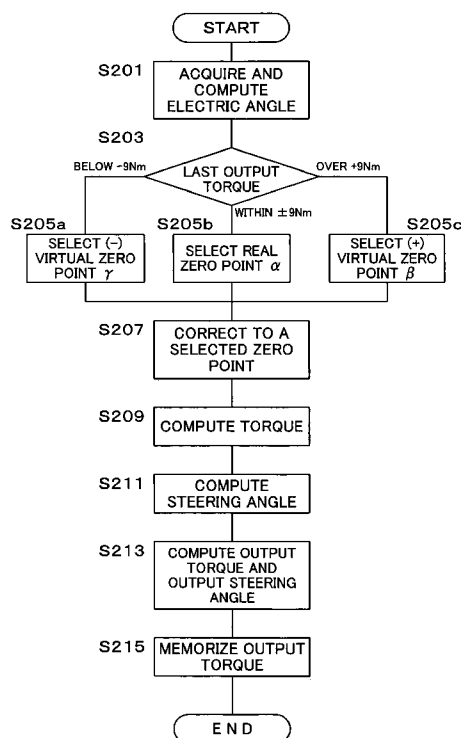 START
S201
ACQUIRE AND
COMPUTE
ELECTRIC ANGLE
S203
BELOW −9Nm
OVER +9Nm
LAST OUTPUT
TORQUE
WITHIN ±9Nm
S205a
S205b
S205c
SELECT (−)
VIRTUAL ZERO
POINT γ
SELECT REAL
ZERO POINT α
SELECT (+)
VIRTUAL ZERO
POINT β
S207
CORRECT TO A
SELECTED ZERO
POINT
S209
COMPUTE TORQUE
S211
COMPUTE
STEERING ANGLE
S213
COMPUTE OUTPUT
TORQUE AND
OUTPUT STEERING
ANGLE
S215
MEMORIZE OUTPUT
TORQUE
END